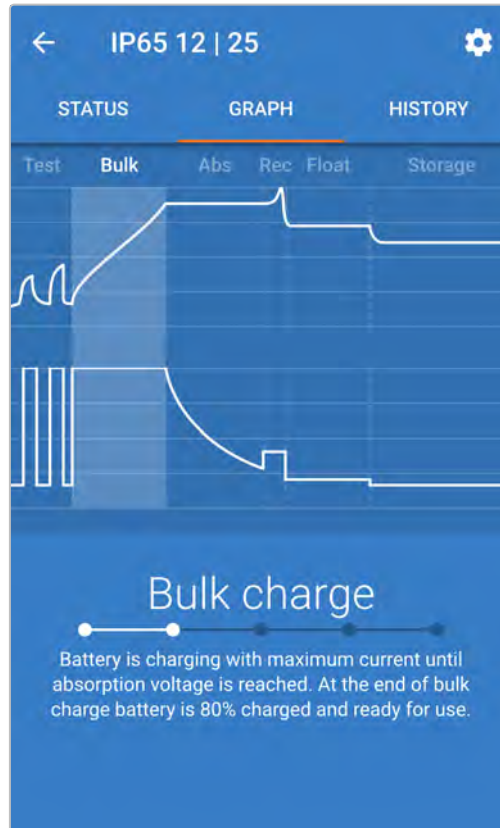 IP65 12 | 25
STATUS GRAPH HISTORY
Test Bulk Abs Rec Float Storage
Bulk charge
Battery is charging with maximum current until
absorption voltage is reached. At the end of bulk
charge battery is 80% charged and ready for use.